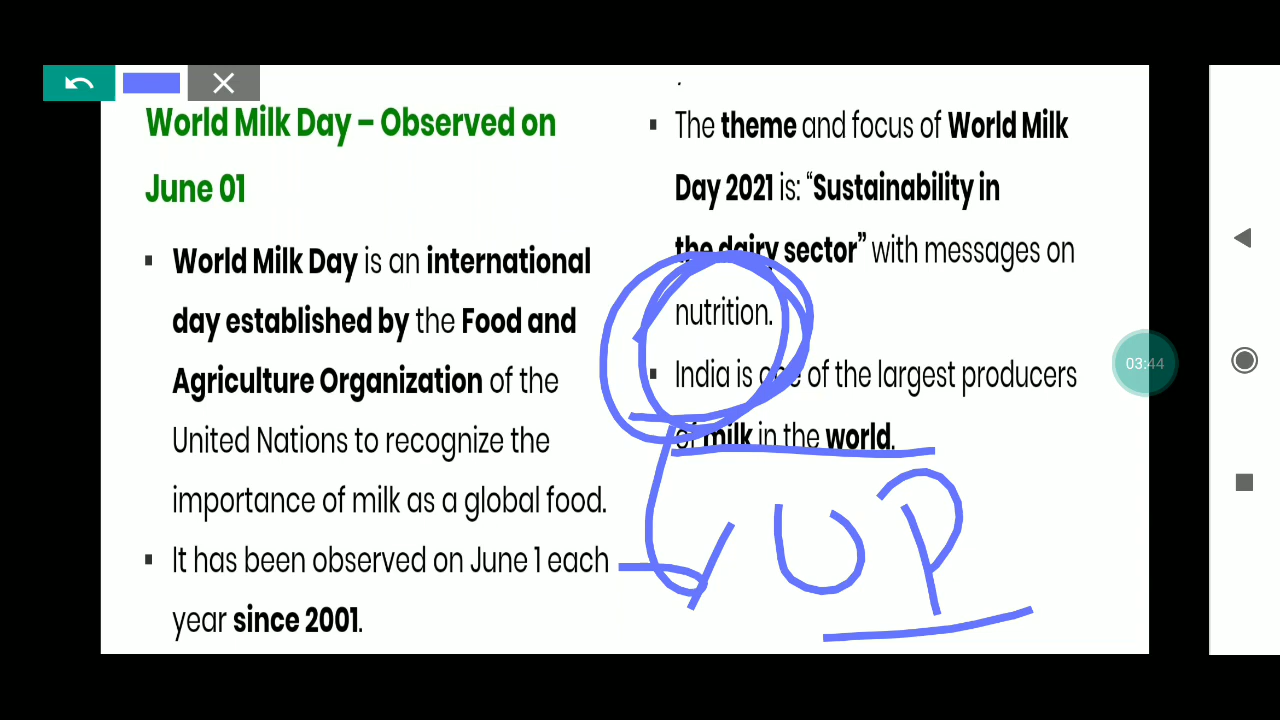 World Milk Day – Observed on
June 01
▪ World Milk Day is an international
day established by the Food and
Agriculture Organization of the
United Nations to recognize the
importance of milk as a global food.
▪ It has been observed on June 1 each
year since 2001.
▪ The theme and focus of World Milk
Day 2021 is: “Sustainability in
the dairy sector” with messages on
nutrition.
▪ India is one of the largest producers
of milk in the world.
UP
03:44